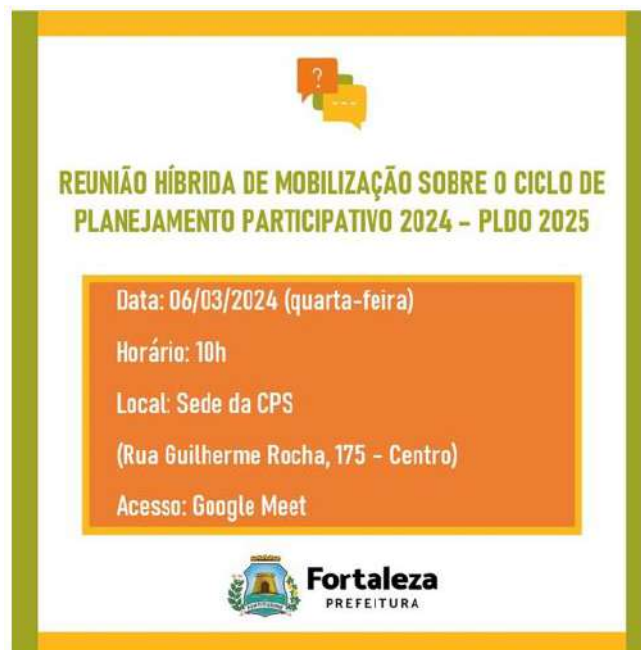 ?
REUNIÃO HÍBRIDA DE MOBILIZAÇÃO SOBRE O CICLO DE
PLANEJAMENTO PARTICIPATIVO 2024 – PLDO 2025
Data: 06/03/2024 (quarta-feira)
Horário: 10h
Local: Sede da CPS
(Rua Guilherme Rocha, 175 – Centro)
Acesso: Google Meet
Fortaleza
PREFEITURA